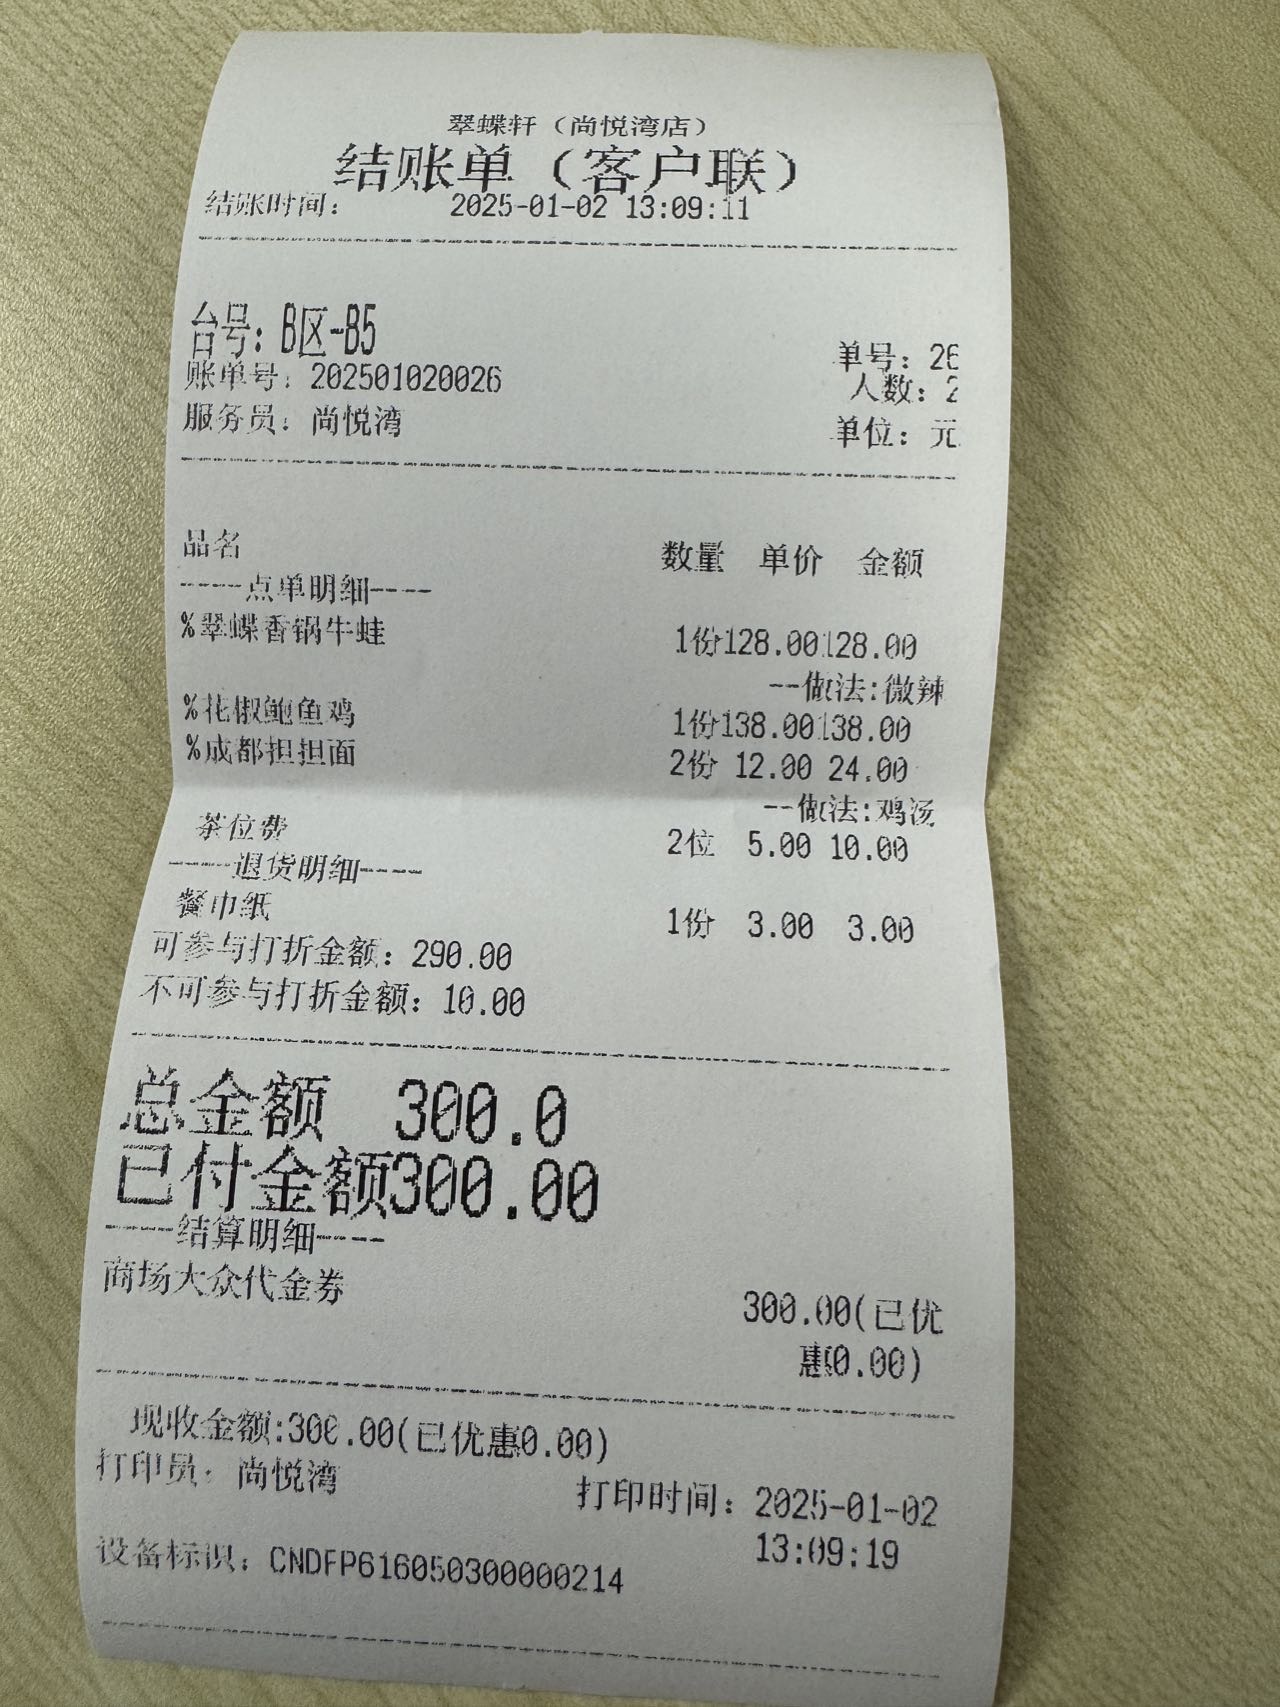 翠蝶轩（尚悦湾店）
结账单（客户联）
结账时间： 2025-01-02 13:09:11
台号：B区-B5
单号：26
账单号：202501020026
人数：2
服务员：尚悦湾
单位：元
品名 数量 单价 金额
----点单明细----
%翠蝶香锅牛蛙 1份128.00128.00
--做法:微辣
%花椒鲍鱼鸡 1份138.00138.00
%成都担担面 2份 12.00 24.00
--做法:鸡汤
茶位费 2位 5.00 10.00
----退货明细----
餐巾纸 1份 3.00 3.00
可参与打折金额：290.00
不可参与打折金额：10.00
总金额 300.0
已付金额300.00
----结算明细----
商场大众代金券 300.00(已优
惠0.00)
现收金额:300.00(已优惠0.00)
打印员：尚悦湾 打印时间：2025-01-02
13:09:19
设备标识：CNDFP616050300000214